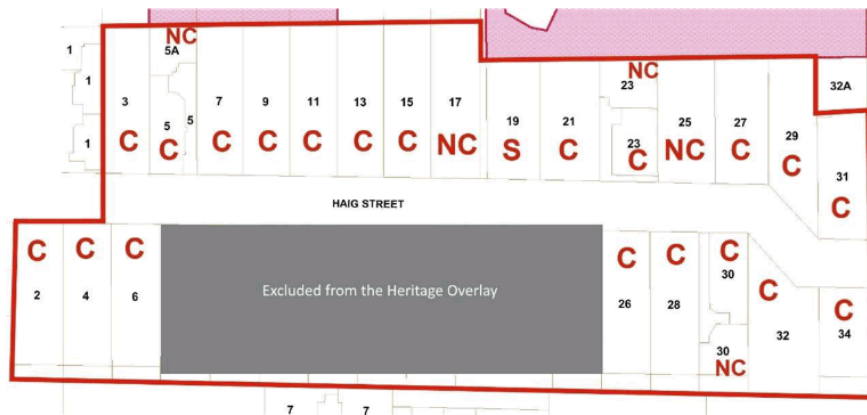 NC
1
5A
1
3
5
5
7
9
11
13
15
17
19
21
23
NC
23
25
27
29
32A
31
1
C
C
C
C
C
C
C
NC
S
C
C
NC
C
C
C
HAIG STREET
C
C
C
2
4
6
Excluded from the Heritage Overlay
C
C
C
26
28
30
C
32
C
34
30
NC
7
7